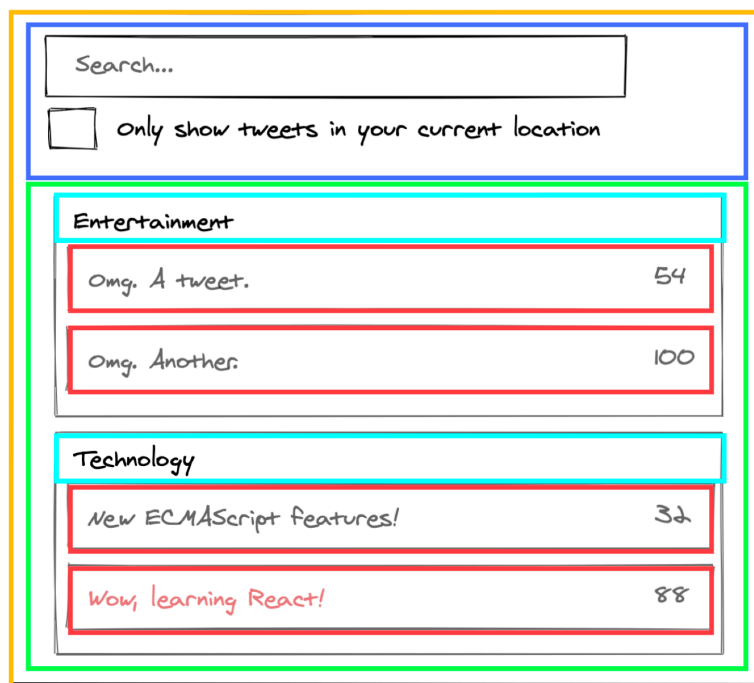 Search...
Only show tweets in your current location
Entertainment
Omg. A tweet. 54
Omg. Another. 100
Technology
New ECMAScript features! 32
Wow, learning React! 88